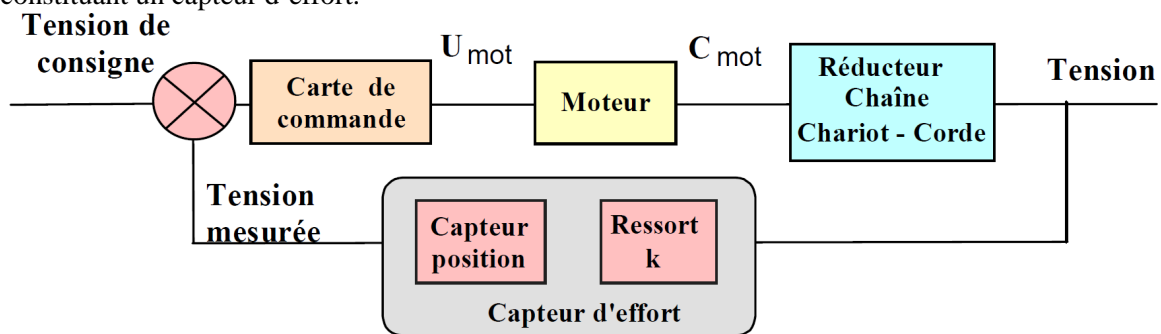 constituant un capteur d'effort.
Tension de
consigne
Carte de
commande
U mot
Moteur
C mot
Réducteur
Chaîne
Chariot - Corde
Tension
Tension
mesurée
Capteur
position
Ressort
k
Capteur d'effort